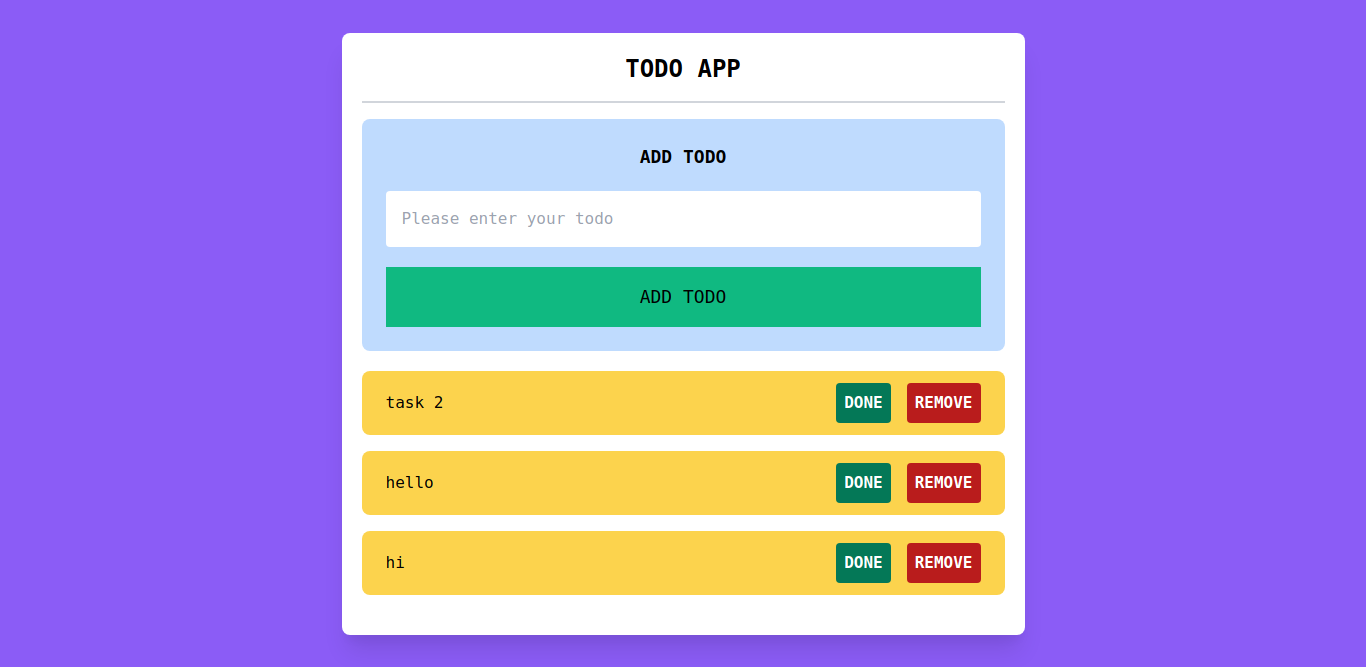 TODO APP
ADD TODO
Please enter your todo
ADD TODO
task 2 DONE REMOVE
hello DONE REMOVE
hi DONE REMOVE